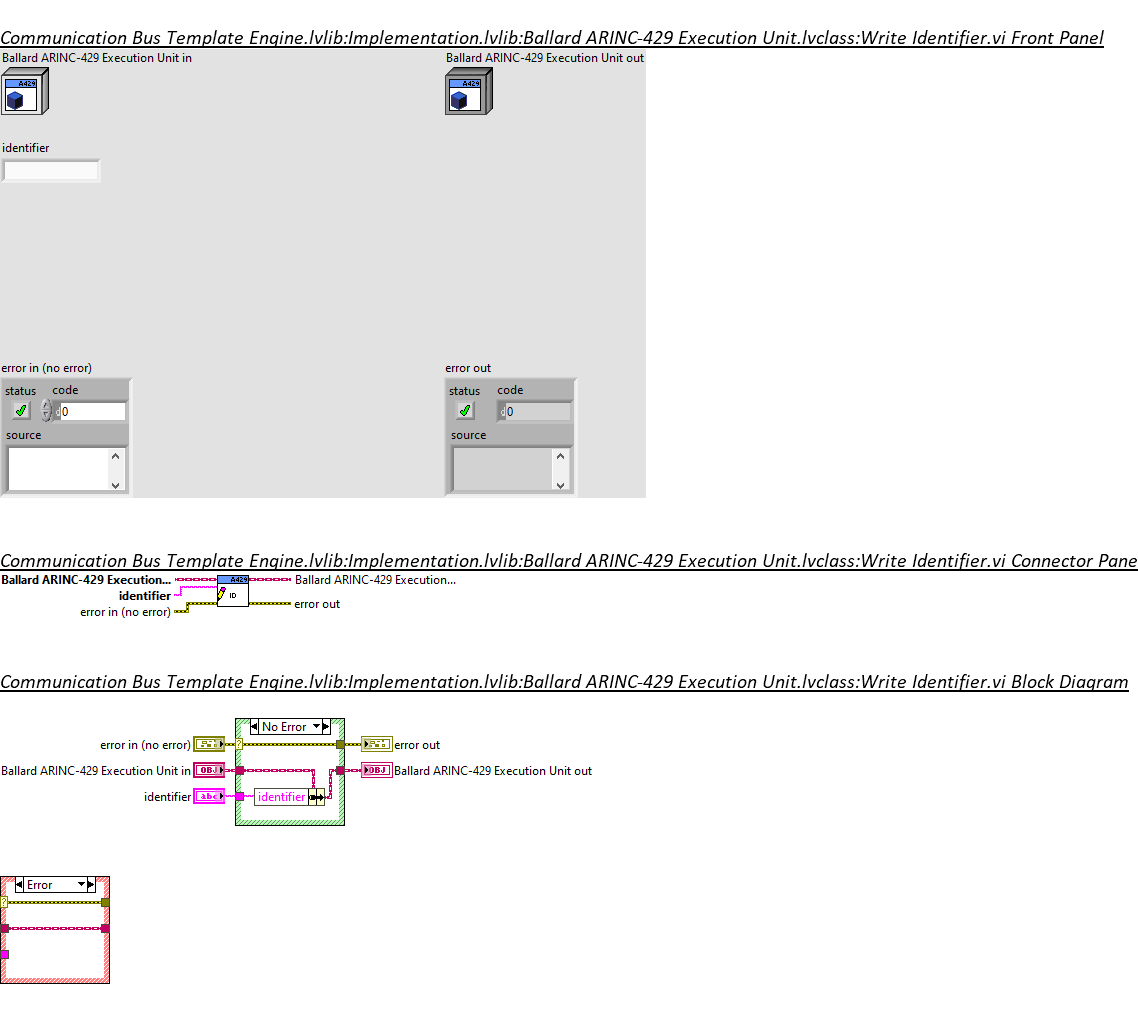 Communication Bus Template Engine.lvlib:Implementation.lvlib:Ballard ARINC-429 Execution Unit.lvclass:Write Identifier.vi Front Panel
Ballard ARINC-429 Execution Unit in
Ballard ARINC-429 Execution Unit out
A429
A429
identifier
error in (no error)
error out
status code
status code
d 0
d 0
source
source
Communication Bus Template Engine.lvlib:Implementation.lvlib:Ballard ARINC-429 Execution Unit.lvclass:Write Identifier.vi Connector Pane
Ballard ARINC-429 Execution...
A429
Ballard ARINC-429 Execution...
identifier
ID
error in (no error)
error out
Communication Bus Template Engine.lvlib:Implementation.lvlib:Ballard ARINC-429 Execution Unit.lvclass:Write Identifier.vi Block Diagram
No Error
error in (no error)
?
error out
Ballard ARINC-429 Execution Unit in
OBJ
OBJ
Ballard ARINC-429 Execution Unit out
identifier
abc
identifier
Error
?